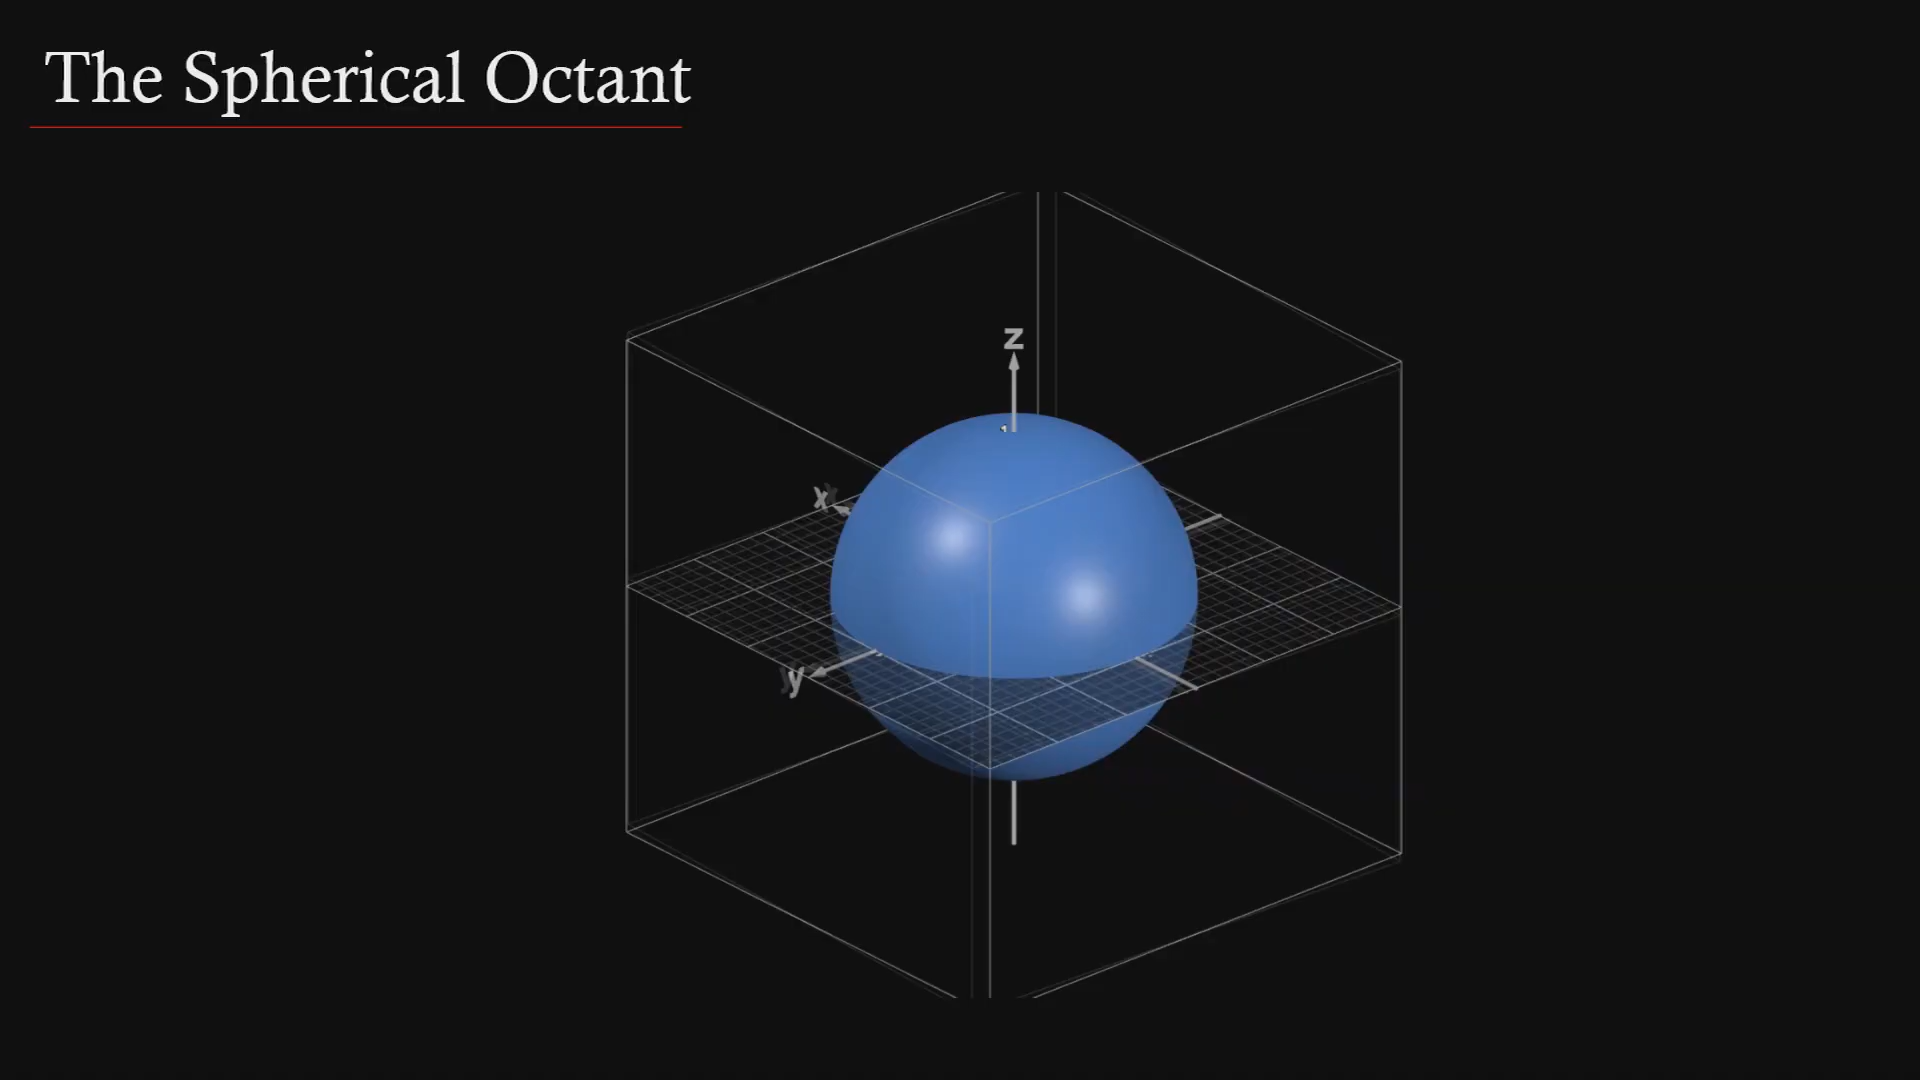 The Spherical Octant
z
x
y